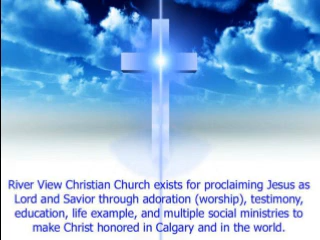 River View Christian Church exists for proclaiming Jesus as
Lord and Savior through adoration (worship), testimony,
education, life example, and multiple social ministries to
make Christ honored in Calgary and in the world.